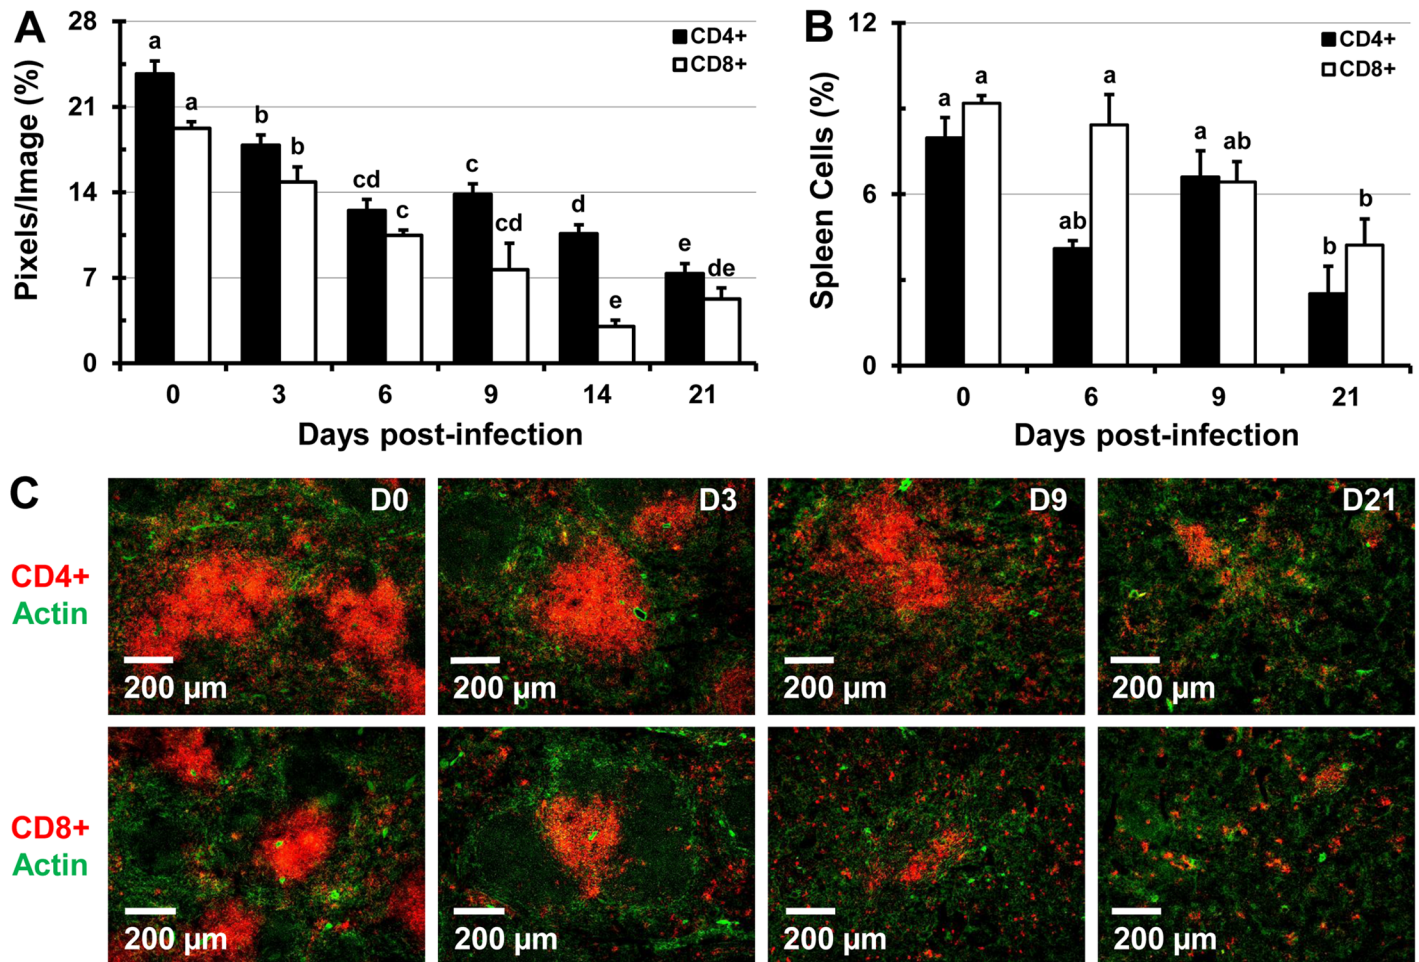 A
28
21
14
7
0
Pixels/Image (%)
CD4+
CD8+
a
a
b
b
cd
c
c
cd
d
e
e
de
0 3 6 9 14 21
Days post-infection
B
12
6
0
Spleen Cells (%)
CD4+
CD8+
a
a
ab
a
a
ab
b
b
0 6 9 21
Days post-infection
C
CD4+
Actin
D0
200 µm
D3
200 µm
D9
200 µm
D21
200 µm
CD8+
Actin
200 µm
200 µm
200 µm
200 µm